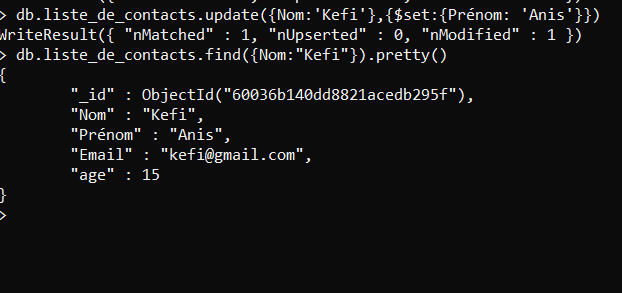 > db.liste_de_contacts.update({Nom:'Kefi'},{$set:{Prénom: 'Anis'}})
WriteResult({ "nMatched" : 1, "nUpserted" : 0, "nModified" : 1 })
> db.liste_de_contacts.find({Nom:"Kefi"}).pretty()
{
"_id" : ObjectId("60036b140dd8821acedb295f"),
"Nom" : "Kefi",
"Prénom" : "Anis",
"Email" : "kefi@gmail.com",
"age" : 15
}
>